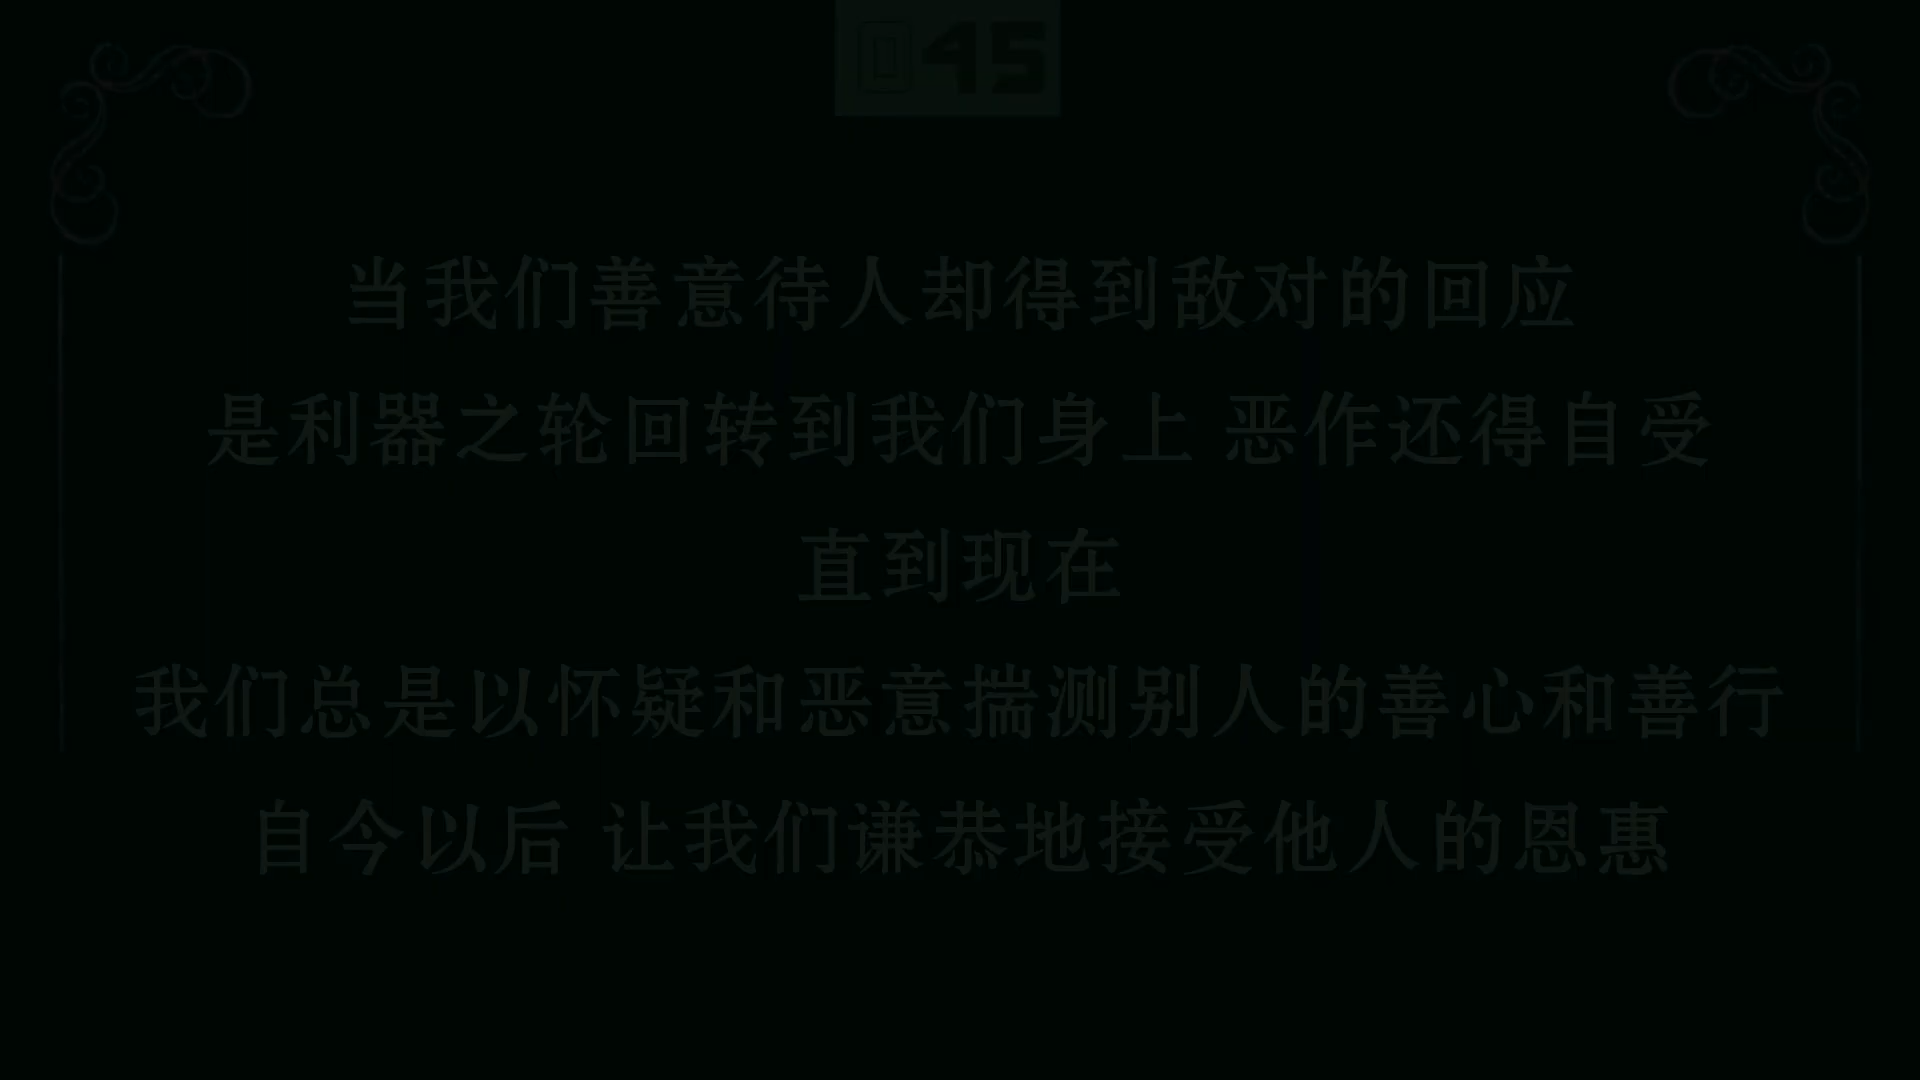 45
当我们善意待人却得到敌对的回应
是利器之轮回转到我们身上 恶作还得自受
直到现在
我们总是以怀疑和恶意揣测别人的善心和善行
自今以后 让我们谦恭地接受他人的恩惠